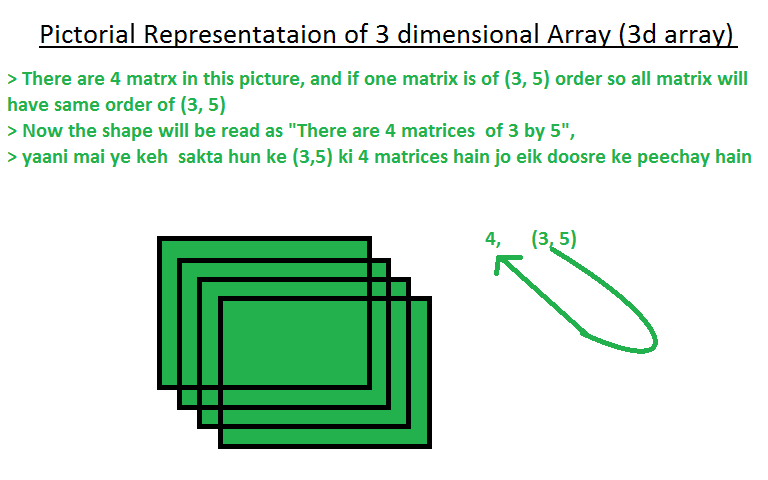 Pictorial Representataion of 3 dimensional Array (3d array)
> There are 4 matrx in this picture, and if one matrix is of (3, 5) order so all matrix will
have same order of (3, 5)
> Now the shape will be read as "There are 4 matrices of 3 by 5",
> yaani mai ye keh sakta hun ke (3,5) ki 4 matrices hain jo eik doosre ke peechay hain
4, (3, 5)